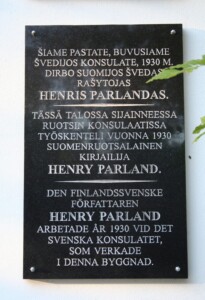 ŠIAME PASTATE, BUVUSIAME
ŠVEDIJOS KONSULATE, 1930 M.
DIRBO SUOMIJOS ŠVEDAS,
RAŠYTOJAS
HENRIS PARLANDAS.
TÄSSÄ TALOSSA SIJAINNEESSA
RUOTSIN KONSULAATISSA
TYÖSKENTELI VUONNA 1930
SUOMENRUOTSALAINEN
KIRJAILIJA
HENRY PARLAND.
DEN FINLANDSSVENSKE
FÖRFATTAREN
HENRY PARLAND
ARBETADE ÅR 1930 VID DET
SVENSKA KONSULATET,
SOM VERKADE
I DENNA BYGGNAD.